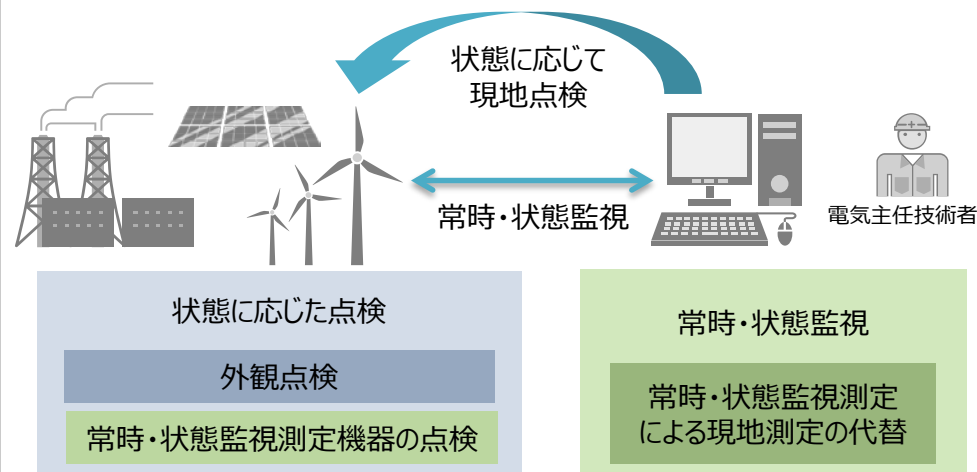 状態に応じて
現地点検
常時・状態監視
電気主任技術者
状態に応じた点検
外観点検
常時・状態監視測定機器の点検
常時・状態監視
常時・状態監視測定
による現地測定の代替